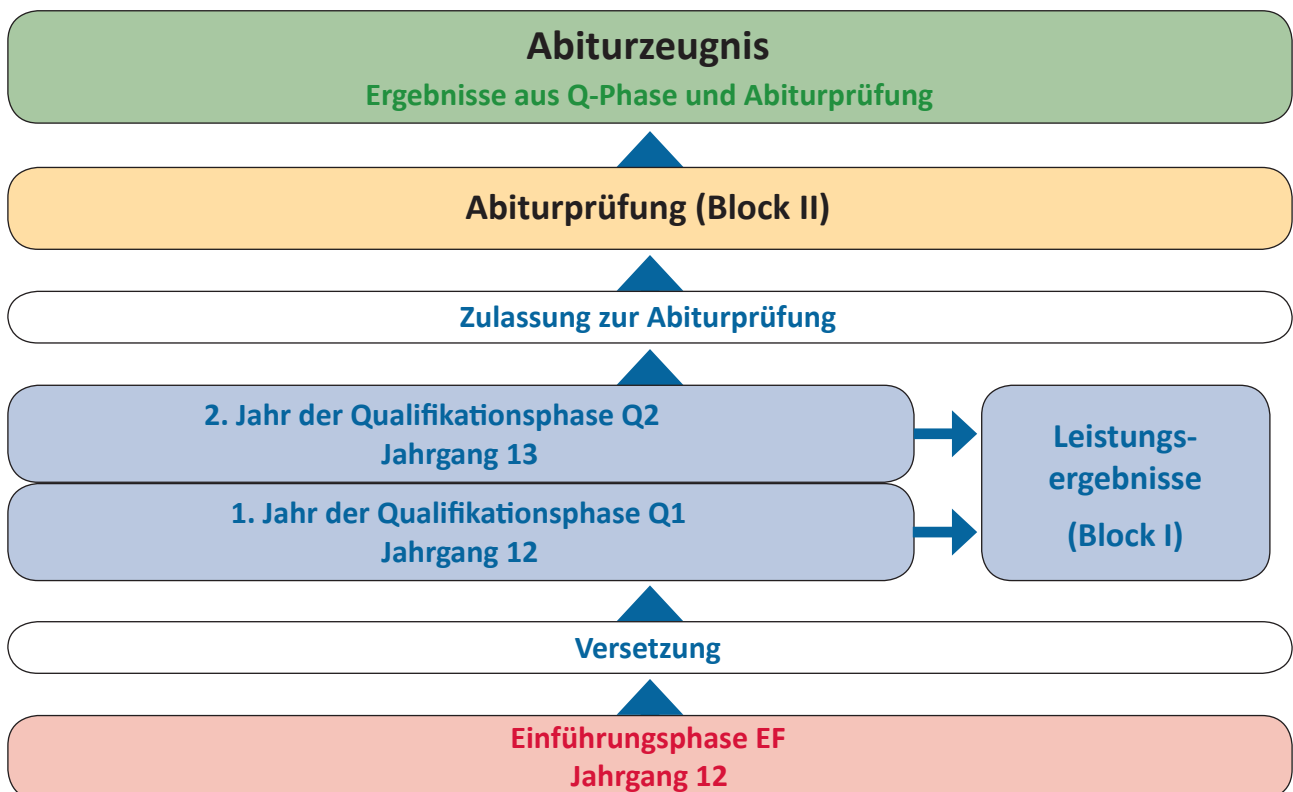 Abiturzeugnis
Ergebnisse aus Q-Phase und Abiturprüfung
Abiturprüfung (Block II)
Zulassung zur Abiturprüfung
2. Jahr der Qualifikationsphase Q2
Jahrgang 13
1. Jahr der Qualifikationsphase Q1
Jahrgang 12
Leistungs-
ergebnisse
(Block I)
Versetzung
Einführungsphase EF
Jahrgang 12